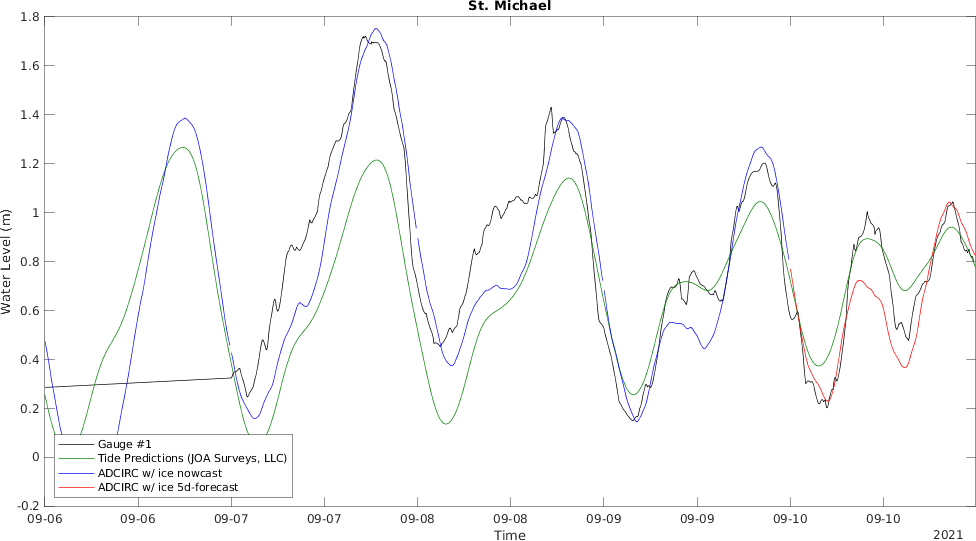 St. Michael
1.8
1.6
1.4
1.2
1
0.8
0.6
0.4
0.2
0
-0.2
Water Level (m)
Gauge #1
Tide Predictions (JOA Surveys, LLC)
ADCIRC w/ ice nowcast
ADCIRC w/ ice 5d-forecast
09-06 09-06 09-07 09-07 09-08 09-08 09-09 09-09 09-10 09-10
Time
2021